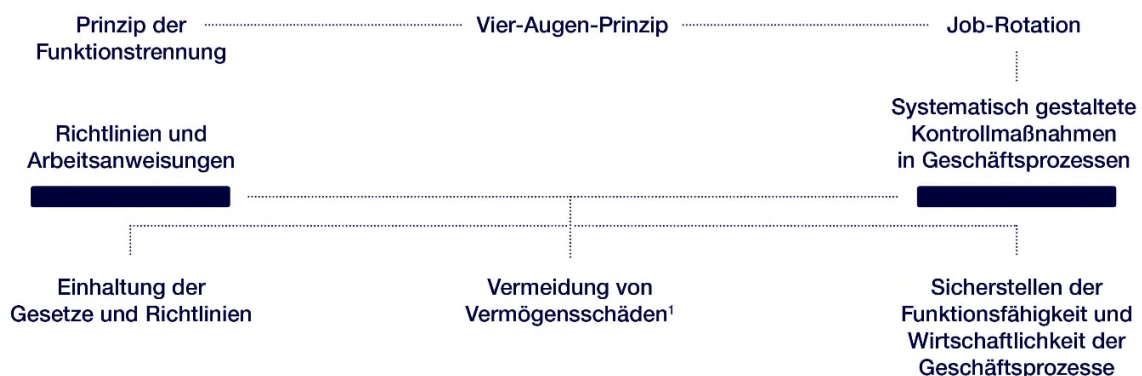 Prinzip der
Funktionstrennung
Vier-Augen-Prinzip
Job-Rotation
Richtlinien und
Arbeitsanweisungen
Systematisch gestaltete
Kontrollmaßnahmen
in Geschäftsprozessen
Einhaltung der
Gesetze und Richtlinien
Vermeidung von
Vermögensschäden¹
Sicherstellen der
Funktionsfähigkeit und
Wirtschaftlichkeit der
Geschäftsprozesse